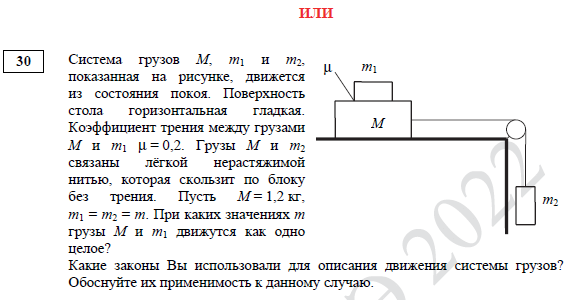 ИЛИ
30
Система грузов M, m₁ и m₂,
показанная на рисунке, движется
из состояния покоя. Поверхность
стола горизонтальная гладкая.
Коэффициент трения между грузами
M и m₁ μ = 0,2. Грузы M и m₂
связаны лёгкой нерастяжимой
нитью, которая скользит по блоку
без трения. Пусть M = 1,2 кг,
m₁ = m₂ = m. При каких значениях m
грузы M и m₁ движутся как одно
целое?
μ
m₁
M
m₂
Какие законы Вы использовали для описания движения системы грузов?
Обоснуйте их применимость к данному случаю.
2022